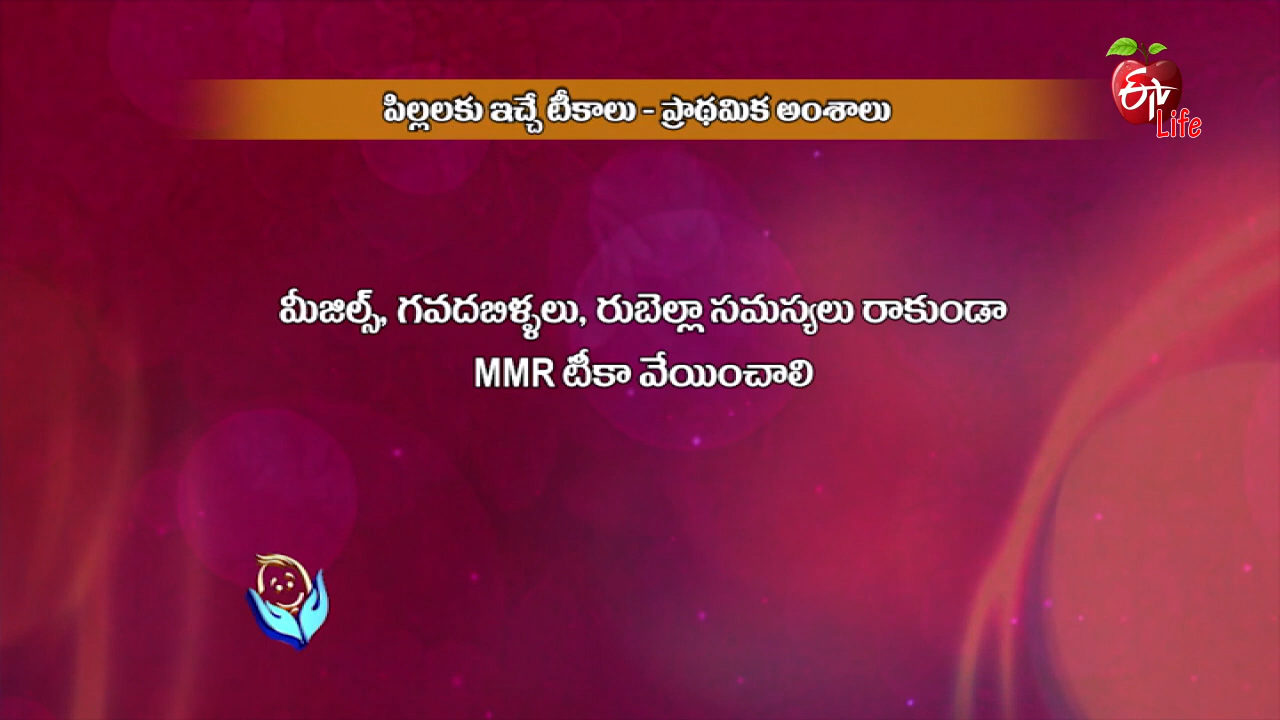 పిల్లలకు ఇచ్చే టీకాలు - ప్రాథమిక అంశాలు
ETV
Life
మీజిల్స్, గవదబిళ్ళలు, రుబెల్లా సమస్యలు రాకుండా
MMR టీకా వేయించాలి